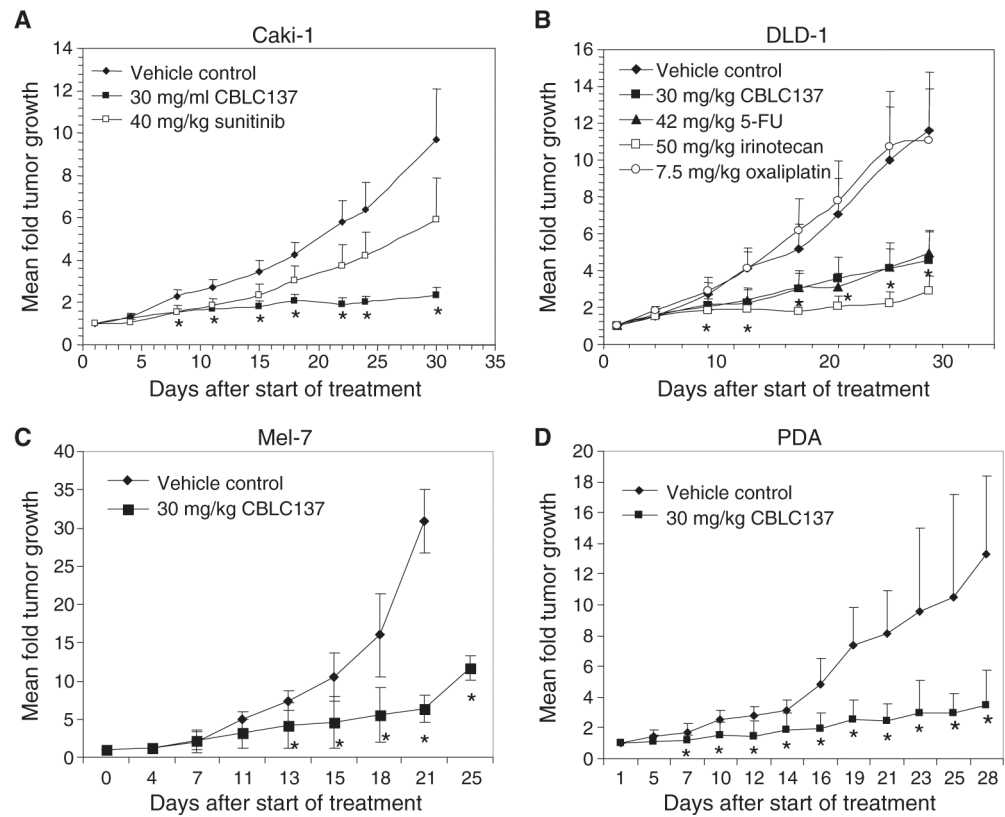 A
Caki-1
Mean fold tumor growth
14
12
10
8
6
4
2
0
Vehicle control
30 mg/ml CBLC137
40 mg/kg sunitinib
* * * * * * *
0 5 10 15 20 25 30 35
Days after start of treatment
B
DLD-1
Mean fold tumor growth
16
14
12
10
8
6
4
2
0
Vehicle control
30 mg/kg CBLC137
42 mg/kg 5-FU
50 mg/kg irinotecan
7.5 mg/kg oxaliplatin
* * * * * *
0 10 20 30
Days after start of treatment
C
Mel-7
Mean fold tumor growth
40
35
30
25
20
15
10
5
0
Vehicle control
30 mg/kg CBLC137
* * * * *
0 4 7 11 13 15 18 21 25
Days after start of treatment
D
PDA
Mean fold tumor growth
20
18
16
14
12
10
8
6
4
2
0
Vehicle control
30 mg/kg CBLC137
* * * * * * * * * *
1 5 7 10 12 14 16 19 21 23 25 28
Days after start of treatment